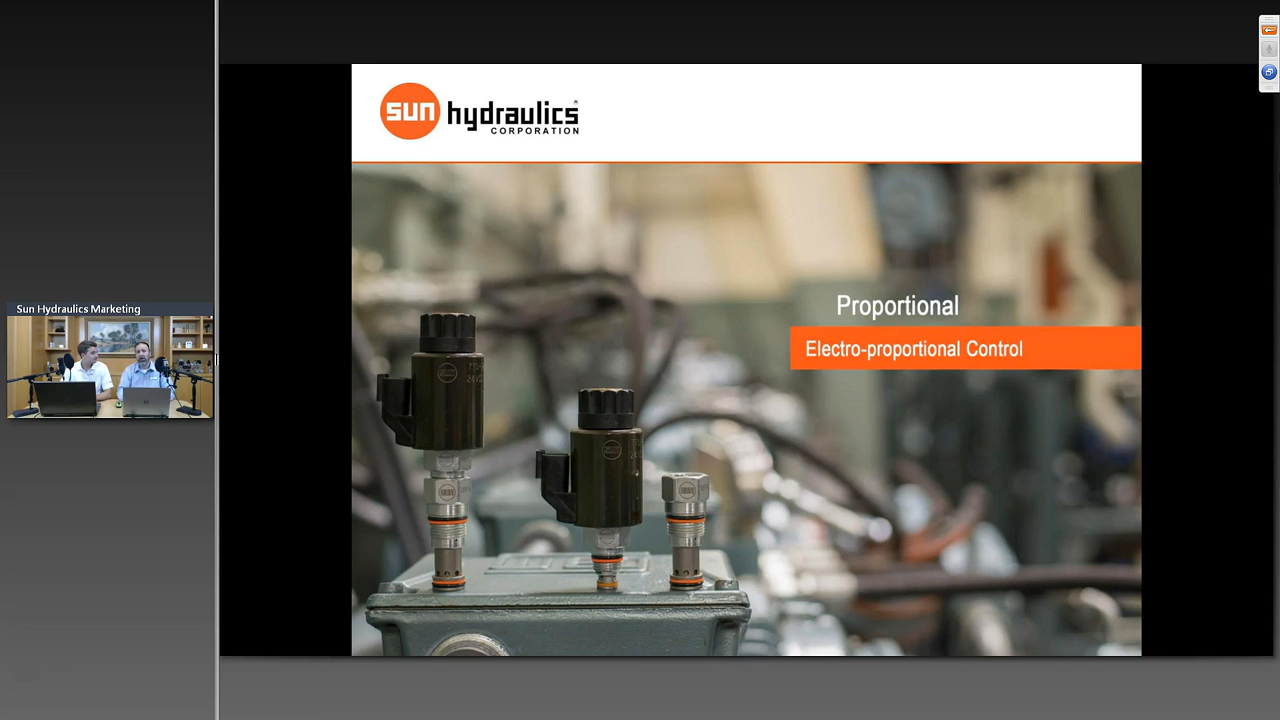 Sun Hydraulics Marketing
sun hydraulics®
CORPORATION
Proportional
Electro-proportional Control